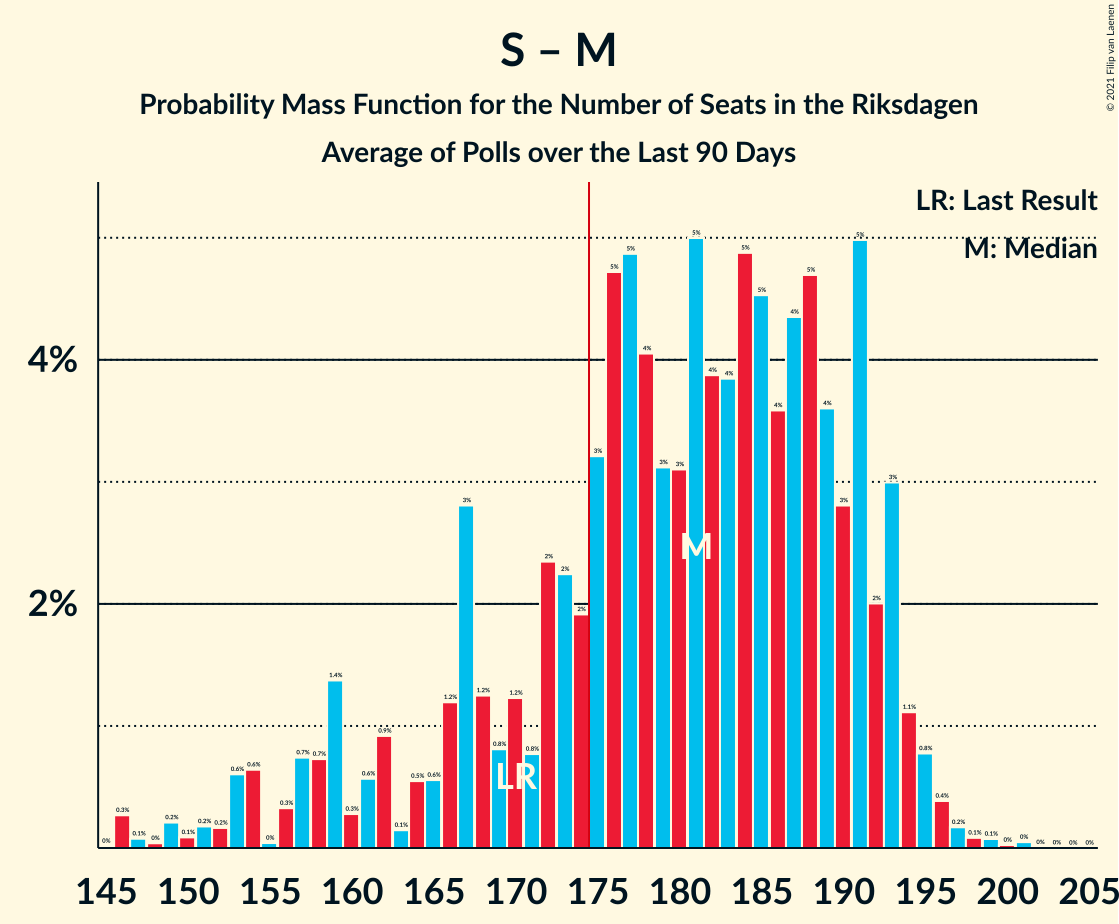 S – M
Probability Mass Function for the Number of Seats in the Riksdagen
Average of Polls over the Last 90 Days
© 2021 Filip van Laenen
LR: Last Result
M: Median
4%
2%
0% 0.3% 0.1% 0% 0.2% 0.1% 0.2% 0.2% 0.6% 0.6% 0% 0.3% 0.7% 0.7% 1.4% 0.3% 0.6% 0.9% 0.1% 0.5% 0.6% 1.2% 3% 1.2% 0.8% 1.2% 0.8% 2% 2% 2% 3% 5% 5% 4% 3% 3% 5% 4% 4% 5% 5% 4% 4% 5% 4% 3% 5% 2% 3% 1.1% 0.8% 0.4% 0.2% 0.1% 0.1% 0% 0% 0% 0% 0% 0%
M
LR
145 150 155 160 165 170 175 180 185 190 195 200 205